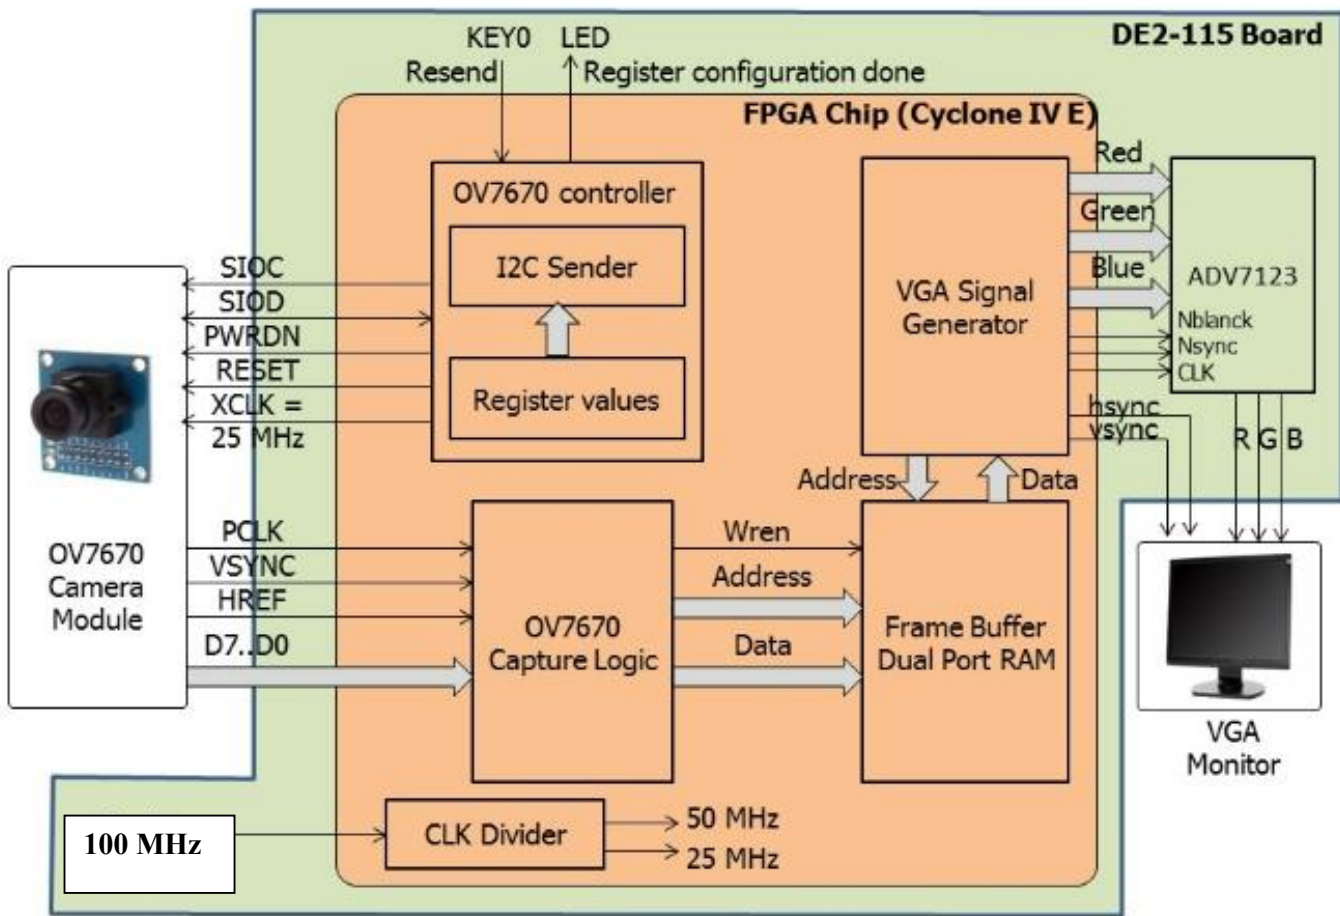 DE2-115 Board
KEY0
LED
Resend
Register configuration done
FPGA Chip (Cyclone IV E)
OV7670 controller
I2C Sender
Register values
SIOC
SIOD
PWRDN
RESET
XCLK =
25 MHz
OV7670
Camera
Module
PCLK
VSYNC
HREF
D7..D0
OV7670
Capture Logic
Wren
Address
Data
VGA Signal
Generator
Address
Data
Frame Buffer
Dual Port RAM
Red
Green
Blue
ADV7123
Nblanck
Nsync
CLK
hsync
vsync
R G B
VGA
Monitor
100 MHz
CLK Divider
50 MHz
25 MHz